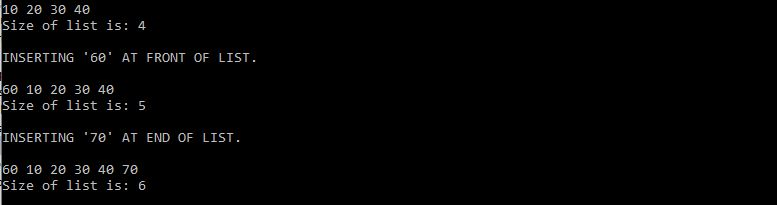 10 20 30 40
Size of list is: 4
INSERTING '60' AT FRONT OF LIST.
60 10 20 30 40
Size of list is: 5
INSERTING '70' AT END OF LIST.
60 10 20 30 40 70
Size of list is: 6